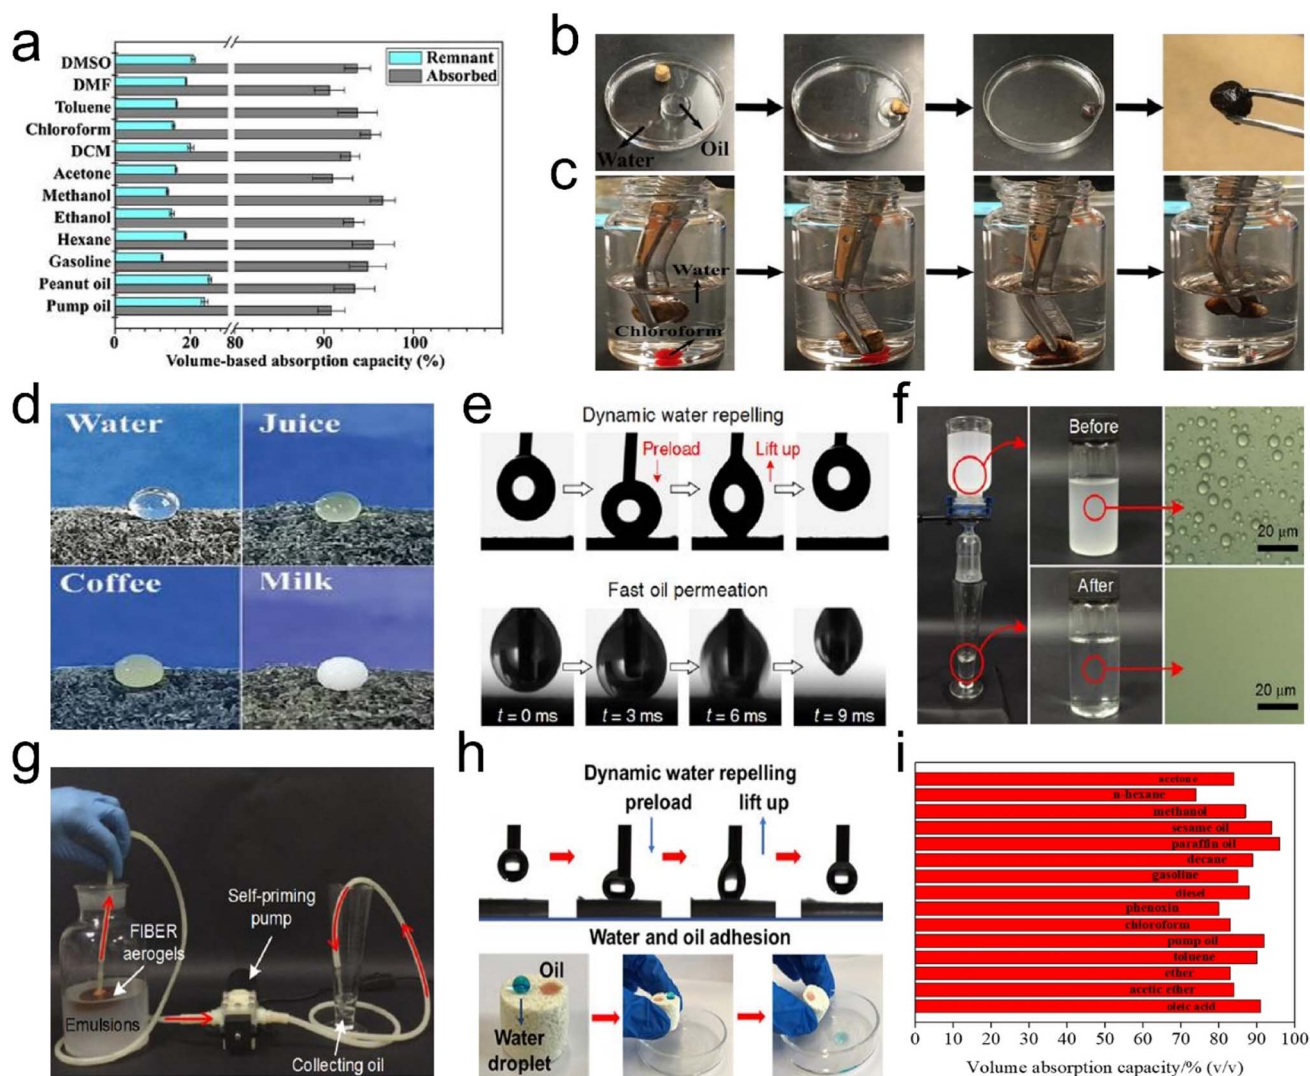 a
Remnant
Absorbed
DMSO
DMF
Toluene
Chloroform
DCM
Acetone
Methanol
Ethanol
Hexane
Gasoline
Peanut oil
Pump oil
0 20 80 90 100
Volume-based absorption capacity (%)
b
Water
Oil
c
Water
Chloroform
d
Water
Juice
Coffee
Milk
e
Dynamic water repelling
Preload
Lift up
Fast oil permeation
t = 0 ms
t = 3 ms
t = 6 ms
t = 9 ms
f
Before
20 μm
After
20 μm
g
FIBER
aerogels
Emulsions
Self-priming
pump
Collecting oil
h
Dynamic water repelling
preload
lift up
Water and oil adhesion
Oil
Water
droplet
i
acetone
n-hexane
methanol
sesame oil
paraffin oil
decane
gasoline
diesel
phenoxin
chloroform
pump oil
toluene
ether
acetic ether
oleic acid
0 10 20 30 40 50 60 70 80 90 100
Volume absorption capacity/% (v/v)